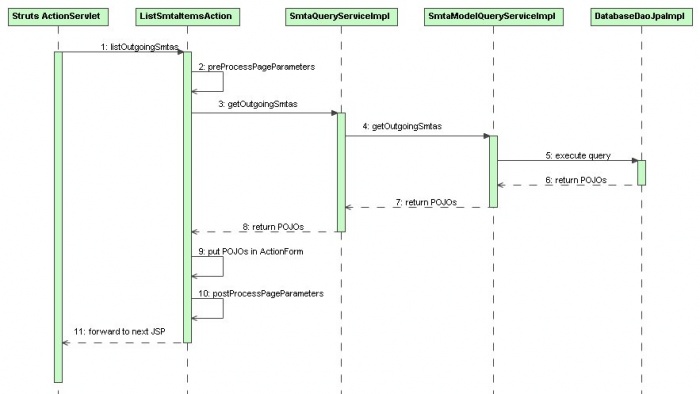 Struts ActionServlet
ListSmtaItemsAction
SmtaQueryServiceImpl
SmtaModelQueryServiceImpl
DatabaseDaoJpaImpl
1: listOutgoingSmtas
2: preProcessPageParameters
3: getOutgoingSmtas
4: getOutgoingSmtas
5: execute query
6: return POJOs
7: return POJOs
8: return POJOs
9: put POJOs in ActionForm
10: postProcessPageParameters
11: forward to next JSP